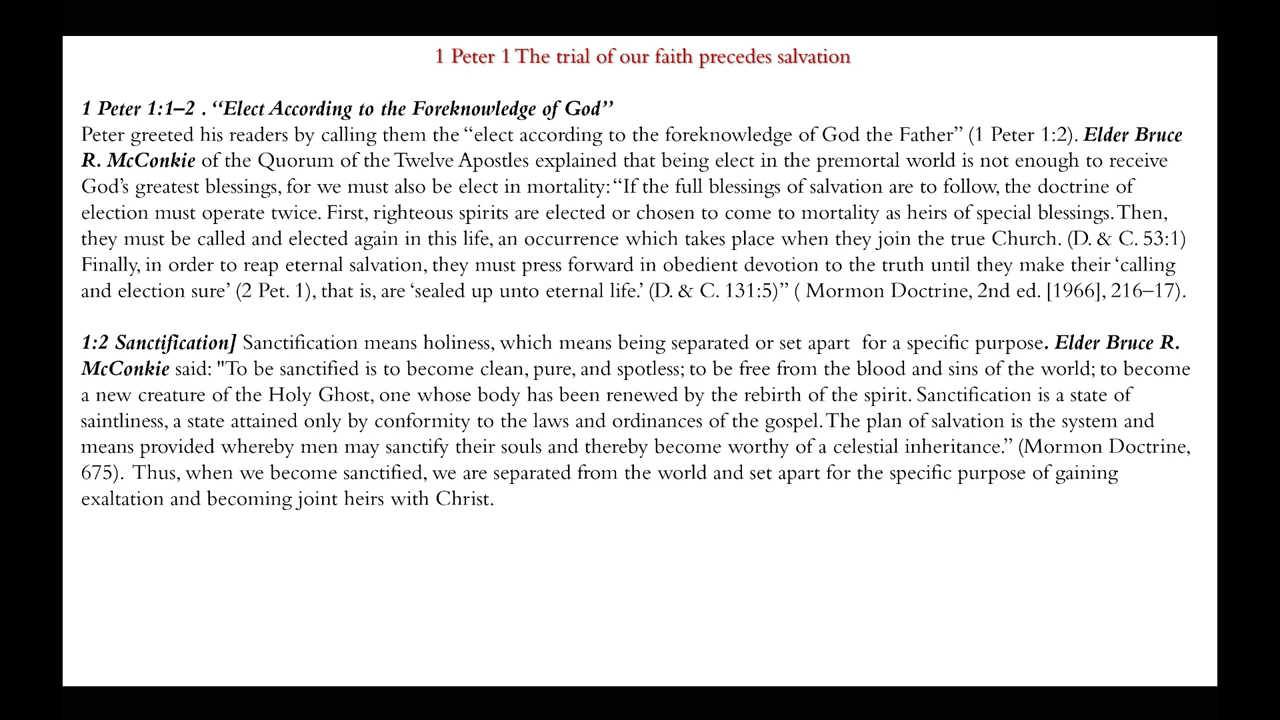 1 Peter 1 The trial of our faith precedes salvation
1 Peter 1:1–2 . “Elect According to the Foreknowledge of God”
Peter greeted his readers by calling them the “elect according to the foreknowledge of God the Father” (1 Peter 1:2). Elder Bruce
R. McConkie of the Quorum of the Twelve Apostles explained that being elect in the premortal world is not enough to receive
God’s greatest blessings, for we must also be elect in mortality: “If the full blessings of salvation are to follow, the doctrine of
election must operate twice. First, righteous spirits are elected or chosen to come to mortality as heirs of special blessings. Then,
they must be called and elected again in this life, an occurrence which takes place when they join the true Church. (D. & C. 53:1)
Finally, in order to reap eternal salvation, they must press forward in obedient devotion to the truth until they make their ‘calling
and election sure’ (2 Pet. 1), that is, are ‘sealed up unto eternal life.’ (D. & C. 131:5)” ( Mormon Doctrine, 2nd ed. [1966], 216–17).
1:2 Sanctification] Sanctification means holiness, which means being separated or set apart  for a specific purpose. Elder Bruce R.
McConkie said: "To be sanctified is to become clean, pure, and spotless; to be free from the blood and sins of the world; to become
a new creature of the Holy Ghost, one whose body has been renewed by the rebirth of the spirit. Sanctification is a state of
saintliness, a state attained only by conformity to the laws and ordinances of the gospel. The plan of salvation is the system and
means provided whereby men may sanctify their souls and thereby become worthy of a celestial inheritance.” (Mormon Doctrine,
675).  Thus, when we become sanctified, we are separated from the world and set apart for the specific purpose of gaining
exaltation and becoming joint heirs with Christ.